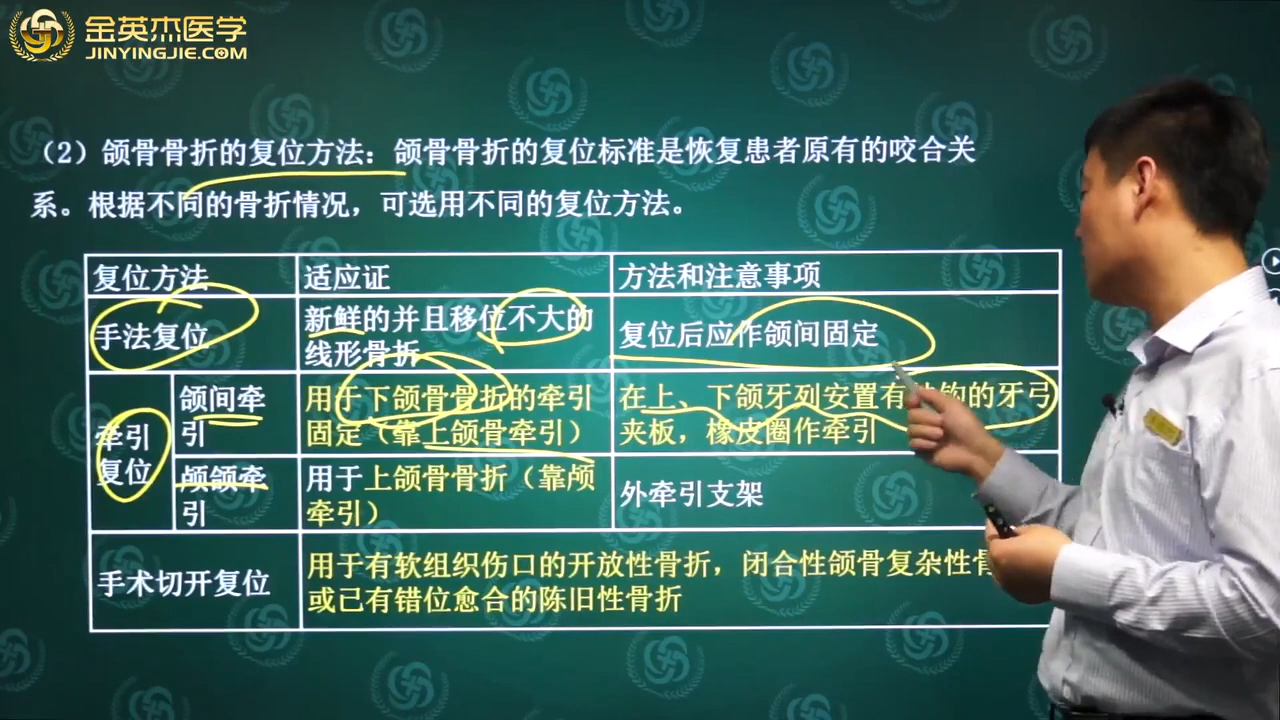 金英杰医学
JINYINGJIE.COM
（2）颌骨骨折的复位方法：颌骨骨折的复位标准是恢复患者原有的咬合关
系。根据不同的骨折情况，可选用不同的复位方法。
复位方法 适应证 方法和注意事项
手法复位 新鲜的并且移位不大的
线形骨折 复位后应作颌间固定
牵引
复位 颌间牵
引 用于下颌骨骨折的牵引
固定（靠上颌骨牵引） 在上、下颌牙列安置有 钩的牙弓
夹板，橡皮圈作牵引
颅颌牵
引 用于上颌骨骨折（靠颅
牵引） 外牵引支架
手术切开复位 用于有软组织伤口的开放性骨折，闭合性颌骨复杂性
或已有错位愈合的陈旧性骨折